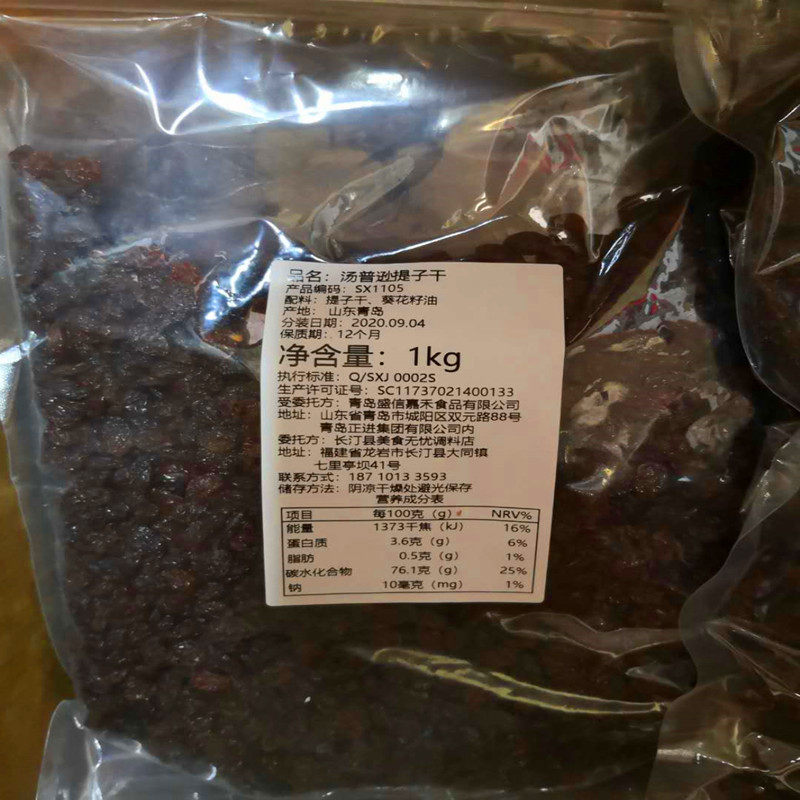 品名：汤普逊提子干
产品编码：SX1105
配料：提子干、葵花籽油
产地：山东青岛
分装日期：2020.09.04
保质期：12个月
净含量：1kg
执行标准：Q/SXJ 0002S
生产许可证号：SC11737021400133
受委托方：青岛盛信嘉禾食品有限公司
地址：山东省青岛市城阳区双元路88号
青岛正进集团有限公司内
委托方：长汀县美食无忧调料店
地址：福建省龙岩市长汀县大同镇
七里亭坝41号
联系方式：187 1013 3593
储存方法：阴凉干燥处避光保存
营养成分表
项目 每100克（g） NRV%
能量 1373千焦（kJ） 16%
蛋白质 3.6克（g） 6%
脂肪 0.5克（g） 1%
碳水化合物 76.1克（g） 25%
钠 10毫克（mg） 1%